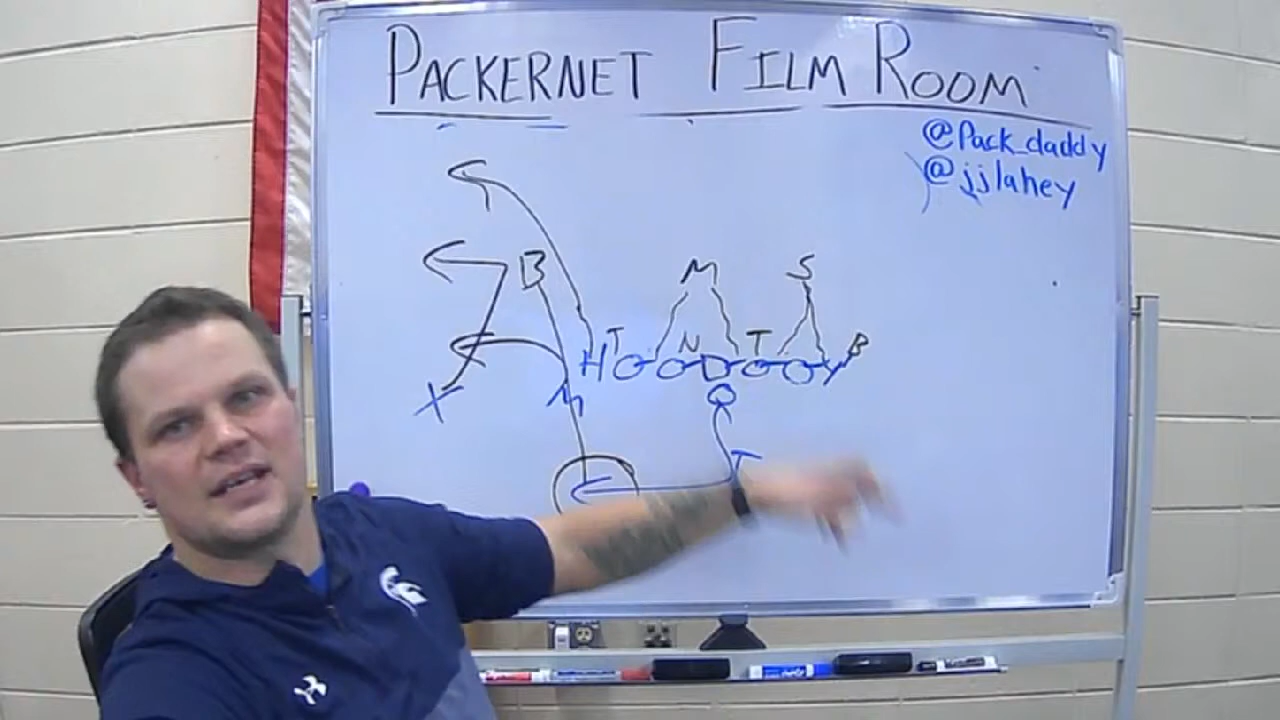 PACKERNET FILM ROOM
@Pack_daddy
@jjlahey
B M S
H T N T B
X M Y
Q
T